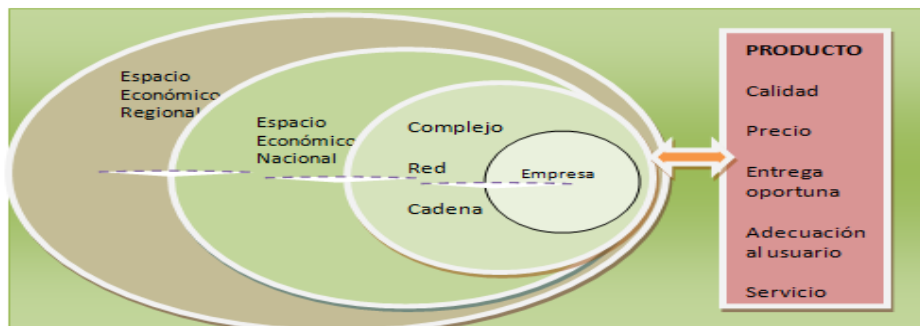 Espacio
Económico
Regional
Espacio
Económico
Nacional
Complejo
Red
Cadena
Empresa
PRODUCTO
Calidad
Precio
Entrega
oportuna
Adecuación
al usuario
Servicio